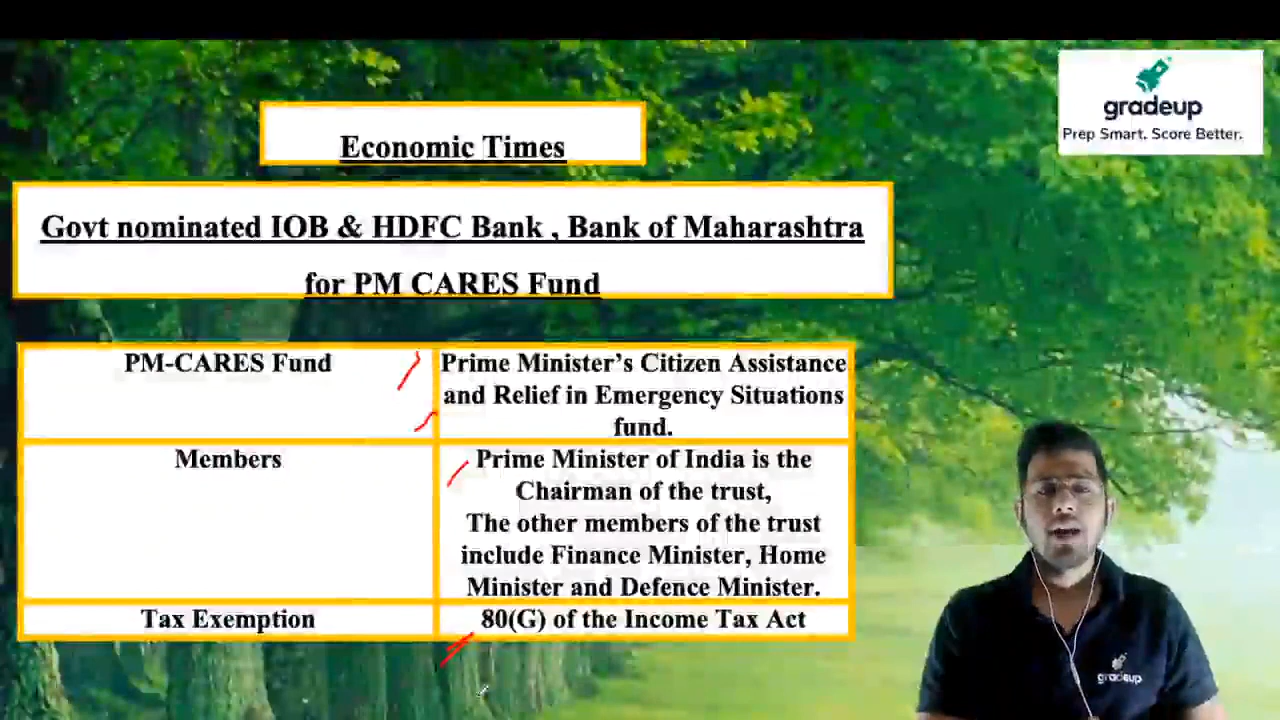 gradeup
Prep Smart. Score Better.
Economic Times
Govt nominated IOB & HDFC Bank , Bank of Maharashtra
for PM CARES Fund
PM-CARES Fund
Prime Minister’s Citizen Assistance
and Relief in Emergency Situations
fund.
Members
Prime Minister of India is the
Chairman of the trust,
The other members of the trust
include Finance Minister, Home
Minister and Defence Minister.
Tax Exemption
80(G) of the Income Tax Act
gradeup